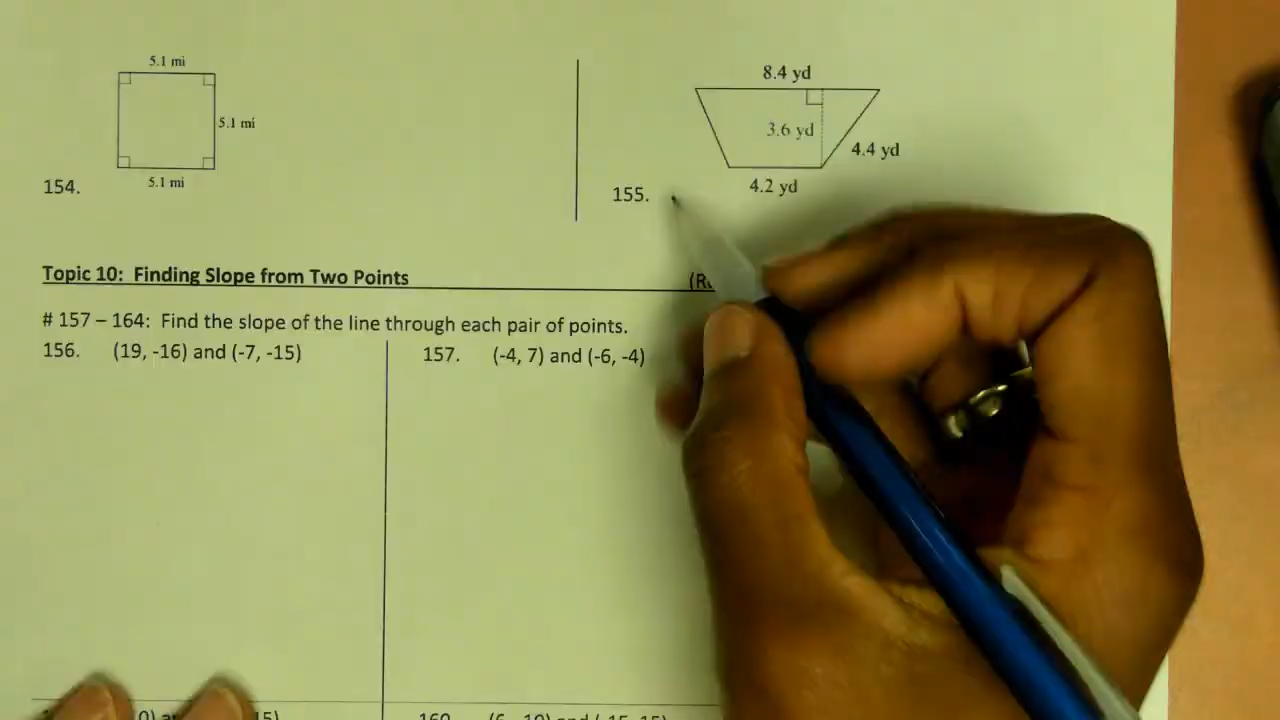 5.1 mi
5.1 mi
5.1 mi
154.
8.4 yd
3.6 yd
4.4 yd
4.2 yd
155.
Topic 10: Finding Slope from Two Points
# 157 – 164: Find the slope of the line through each pair of points.
156. (19, -16) and (-7, -15)
157. (-4, 7) and (-6, -4)